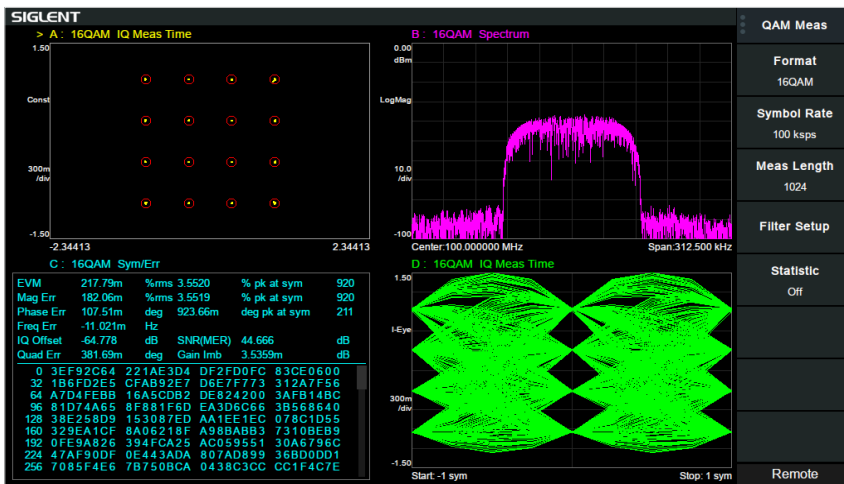 SIGLENT
> A : 16QAM IQ Meas Time
1.50
Const
300m
/div
-1.50
-2.34413 2.34413
B : 16QAM Spectrum
0.00
dBm
LogMag
10.0
/div
-100
Center:100.000000 MHz Span:312.500 kHz
C : 16QAM Sym/Err
EVM 217.79m %rms 3.5520 % pk at sym 920
Mag Err 182.06m %rms 3.5519 % pk at sym 920
Phase Err 107.51m deg 923.66m deg pk at sym 211
Freq Err -11.021m Hz
IQ Offset -64.778 dB SNR(MER) 44.666 dB
Quad Err 381.69m deg Gain Imb 3.5359m dB
0 3EF92C64 221AE3D4 DF2FD0FC 83CE0600
32 1B6FD2E5 CFAB92E7 D6E7F773 312A7F56
64 A7D4FEBB 16A5CDB2 DE824200 3AFB14BC
96 81D74A65 8F881F6D EA3D6C66 3B568640
128 38E258D9 153087ED AA1EE1EC 078C1D55
160 329EA1CF 8A06218F A98BABB3 7310BEB9
192 0FE9A826 394FCA25 AC059551 30A6796C
224 47AF90DF 0E443ADA 807AD899 36BD0DD1
256 7085F4E6 7B750BCA 0438C3CC CC1F4C7E
D : 16QAM IQ Meas Time
1.50
I-Eye
300m
/div
-1.50
Start: -1 sym Stop: 1 sym
QAM Meas
Format
16QAM
Symbol Rate
100 ksps
Meas Length
1024
Filter Setup
Statistic
Off
Remote